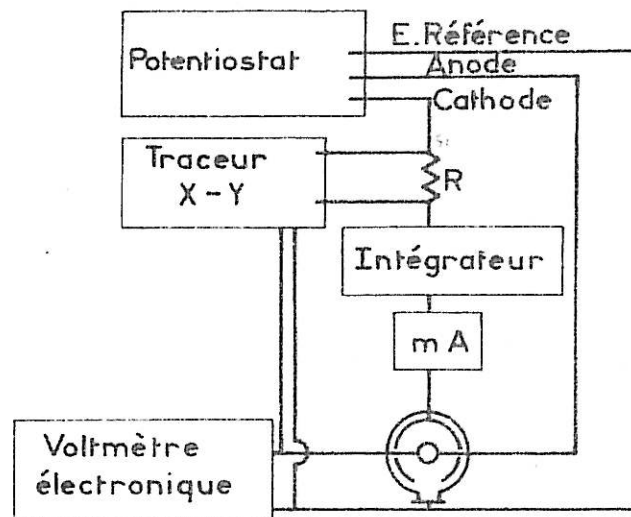 Potentiostat
E.Référence
Anode
Cathode
Traceur
X-Y
R
Intégrateur
mA
Voltmètre
électronique